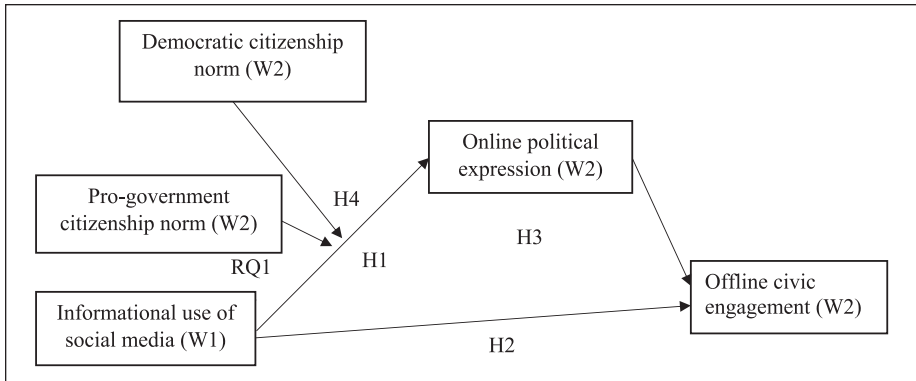 Democratic citizenship
norm (W2)
Online political
expression (W2)
Pro-government
citizenship norm (W2)
H4
H3
RQ1
H1
Offline civic
engagement (W2)
Informational use of
social media (W1)
H2